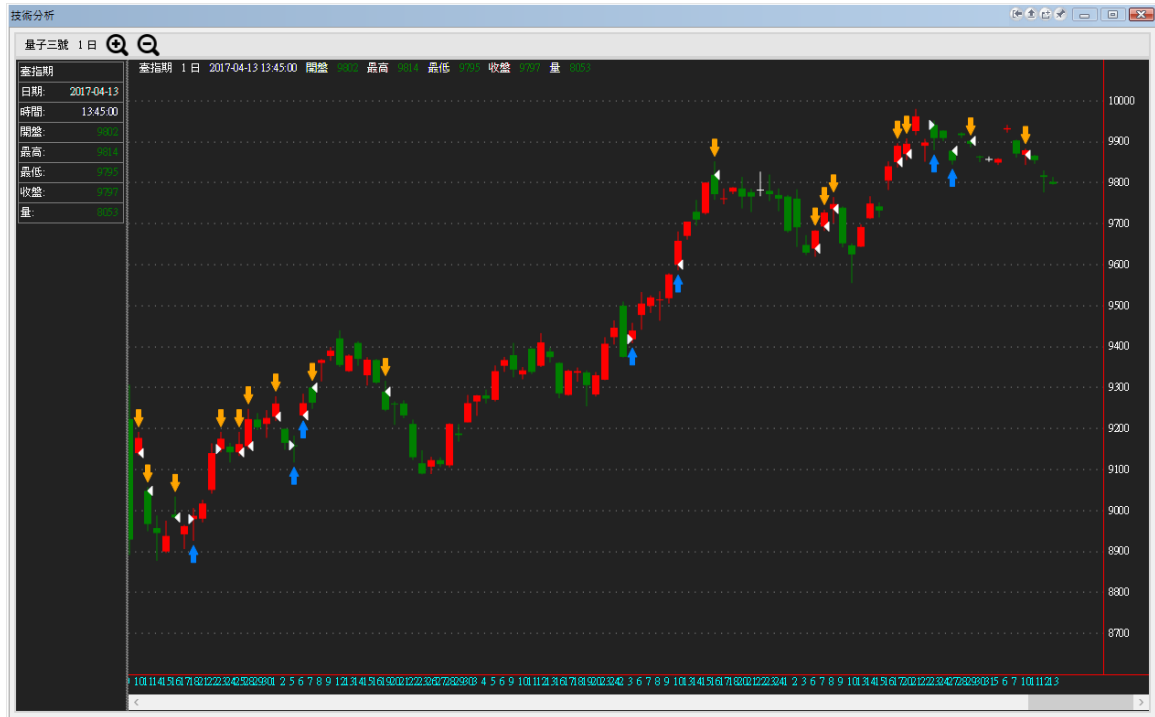 技術分析
量子三號 1 日
臺指期
日期: 2017-04-13
時間: 13:45:00
開盤: 9802
最高: 9814
最低: 9795
收盤: 9797
量: 8053
臺指期 1 日 2017-04-13 13:45:00 開盤 9802 最高 9814 最低 9795 收盤 9797 量 8053
10000
9900
9800
9700
9600
9500
9400
9300
9200
9100
9000
8900
8800
8700